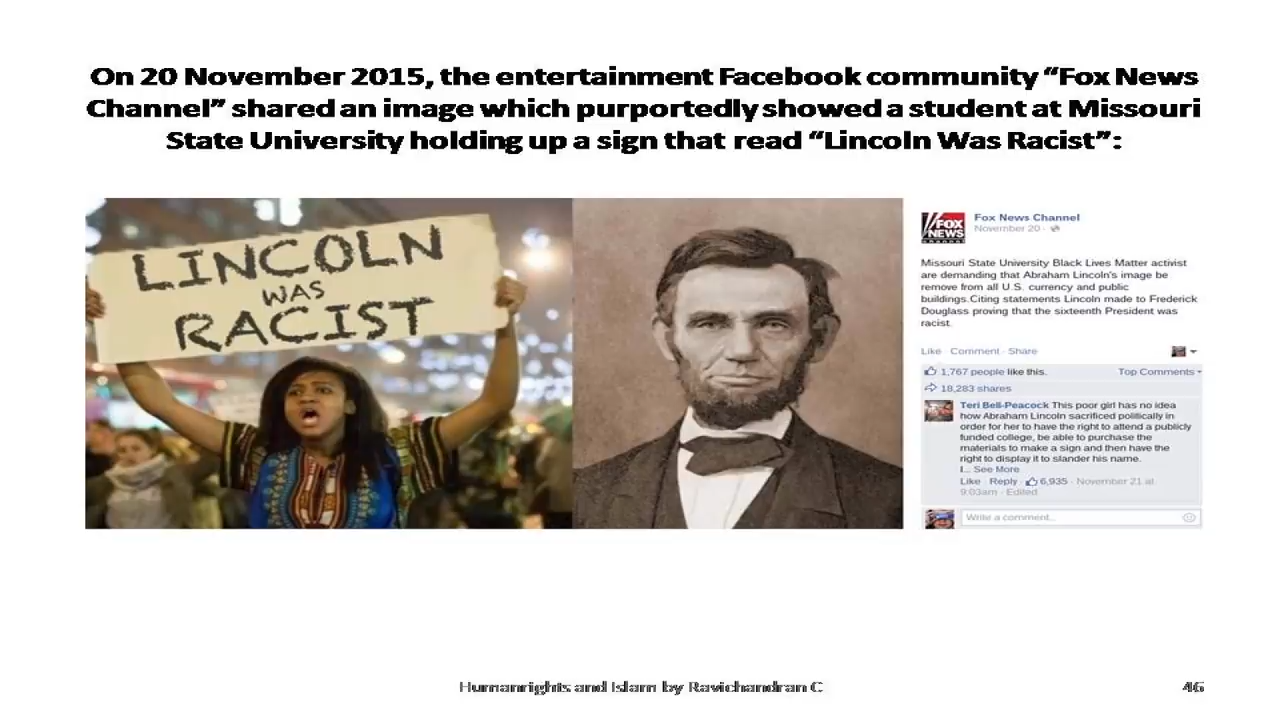 On 20 November 2015, the entertainment Facebook community “Fox News
Channel” shared an image which purportedly showed a student at Missouri
State University holding up a sign that read “Lincoln Was Racist”:
LINCOLN
WAS
RACIST
FOX
NEWS
channel
Fox News Channel
November 20 ·
Missouri State University Black Lives Matter activist
are demanding that Abraham Lincoln's image be
remove from all U.S. currency and public
buildings.Citing statements Lincoln made to Frederick
Douglass proving that the sixteenth President was
racist.
Like · Comment · Share
1,767 people like this.
Top Comments
18,283 shares
Teri Bell-Peacock This poor girl has no idea
how Abraham Lincoln sacrificed politically in
order for her to have the right to attend a publicly
funded college, be able to purchase the
materials to make a sign and then have the
right to display it to slander his name.
I... See More
Like · Reply · 6,935 · November 21 at
9:03am · Edited
Write a comment...
Humanrights and Islam by Ravichandran C
46